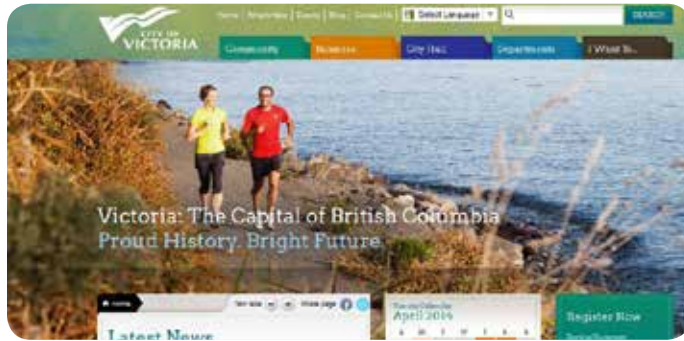 CITY OF
VICTORIA
Home
Contact Us
Select Language
SEARCH
Community
Business
City Hall
Departments
I Want To...
Victoria: The Capital of British Columbia
Proud History. Bright Future.
Home
Text size
Share page
Latest News
Events Calendar
April 2014
S M T W T F S
Register Now